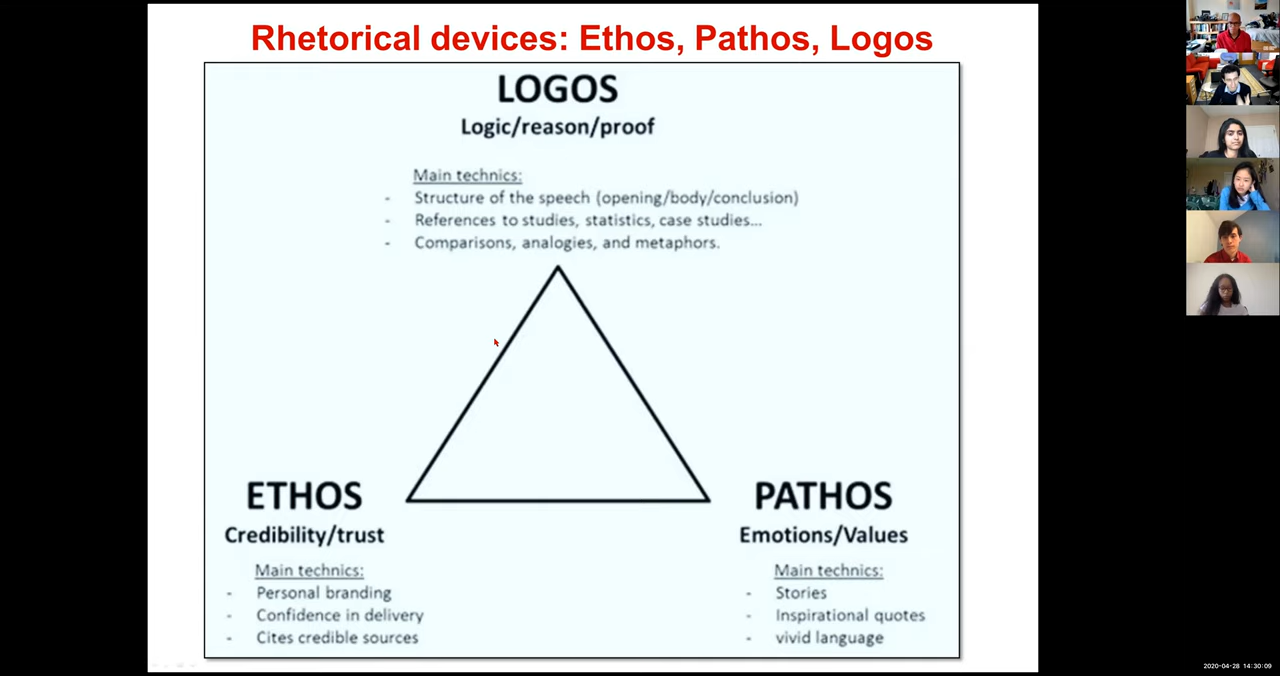 Rhetorical devices: Ethos, Pathos, Logos
LOGOS
Logic/reason/proof
Main technics:
- Structure of the speech (opening/body/conclusion)
- References to studies, statistics, case studies...
- Comparisons, analogies, and metaphors.
ETHOS
Credibility/trust
Main technics:
- Personal branding
- Confidence in delivery
- Cites credible sources
PATHOS
Emotions/Values
Main technics:
- Stories
- Inspirational quotes
- vivid language
2020-04-28 14:30:09